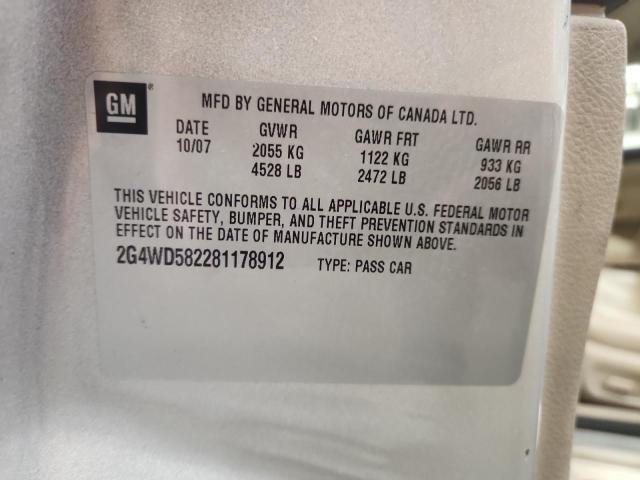 GM ®
MFD BY GENERAL MOTORS OF CANADA LTD.
DATE GVWR GAWR FRT GAWR RR
10/07 2055 KG 1122 KG 933 KG
4528 LB 2472 LB 2056 LB
THIS VEHICLE CONFORMS TO ALL APPLICABLE U.S. FEDERAL MOTOR
VEHICLE SAFETY, BUMPER, AND THEFT PREVENTION STANDARDS IN
EFFECT ON THE DATE OF MANUFACTURE SHOWN ABOVE.
2G4WD582281178912 TYPE: PASS CAR